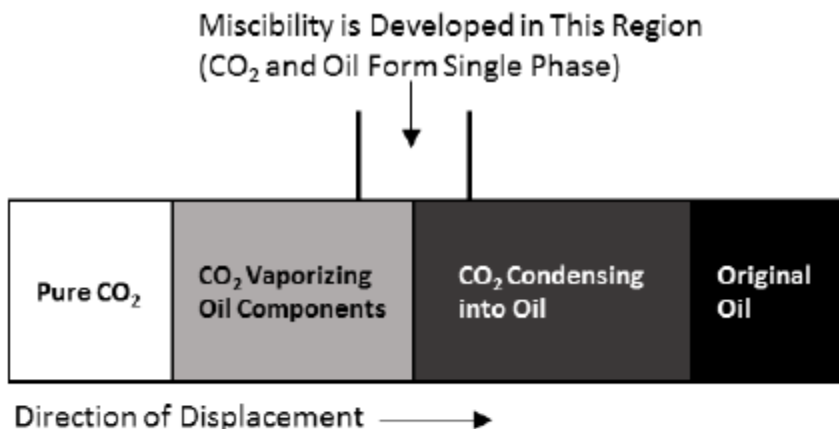 Miscibility is Developed in This Region
(CO₂ and Oil Form Single Phase)
Pure CO₂
CO₂ Vaporizing
Oil Components
CO₂ Condensing
into Oil
Original
Oil
Direction of Displacement